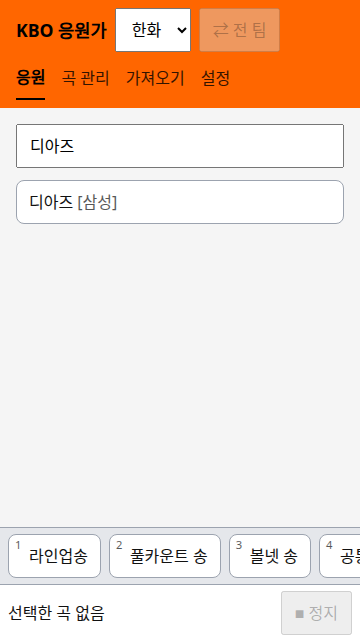 KBO 응원가 한화 ⇄ 전 팀
응원 곡 관리 가져오기 설정
디아즈
디아즈 [삼성]
1 라인업송 2 풀카운트 송 3 볼넷 송 4 공통
선택한 곡 없음 ■ 정지